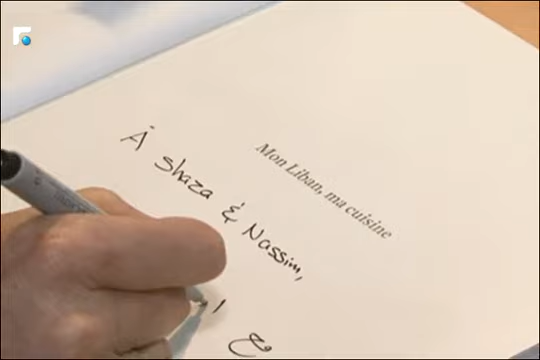 À shaza & Nassim,
Mon Liban, ma cuisine